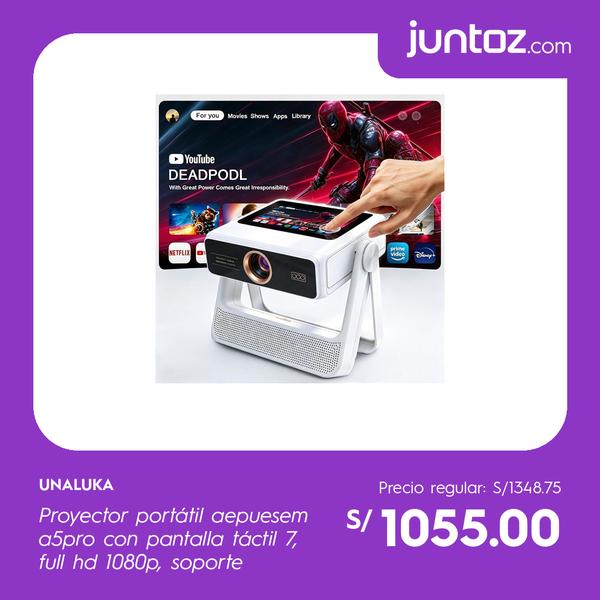 juntoz.com
For you Movies Shows Apps Library
YouTube
DEADPODL
With Great Power Comes Great Irresponsibility.
NETFLIX
prime video
Disney+
UNALUKA
Precio regular: S/1348.75
S/ 1055.00
Proyector portátil aepuesem
a5pro con pantalla táctil 7,
full hd 1080p, soporte